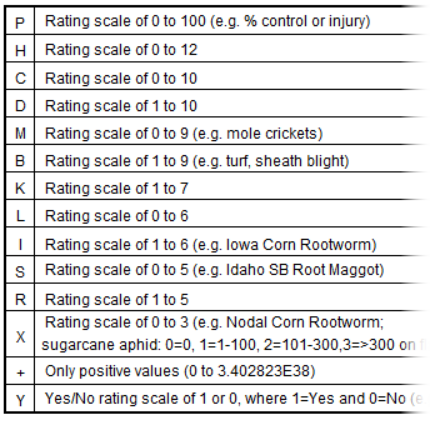 P Rating scale of 0 to 100 (e.g. % control or injury)
H Rating scale of 0 to 12
C Rating scale of 0 to 10
D Rating scale of 1 to 10
M Rating scale of 0 to 9 (e.g. mole crickets)
B Rating scale of 1 to 9 (e.g. turf, sheath blight)
K Rating scale of 1 to 7
L Rating scale of 0 to 6
I Rating scale of 1 to 6 (e.g. Iowa Corn Rootworm)
S Rating scale of 0 to 5 (e.g. Idaho SB Root Maggot)
R Rating scale of 1 to 5
X Rating scale of 0 to 3 (e.g. Nodal Corn Rootworm;
sugarcane aphid: 0=0, 1=1-100, 2=101-300,3=>300 on
+ Only positive values (0 to 3.402823E38)
Y Yes/No rating scale of 1 or 0, where 1=Yes and 0=No